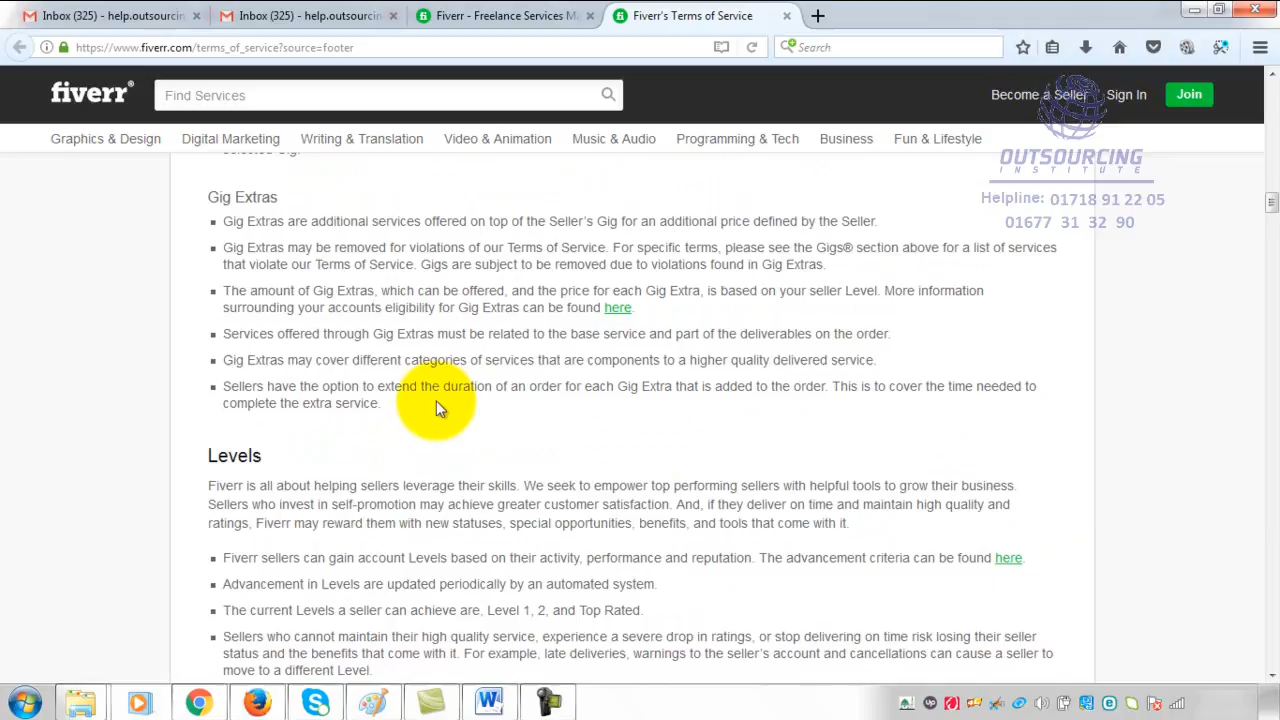 Inbox (325) - help.outsourcin
Inbox (325) - help.outsourcin
Fiverr - Freelance Services M
Fiverr's Terms of Service
https://www.fiverr.com/terms_of_service?source=footer
Search
fiverr
Find Services
Become a Seller
Sign In
Join
Graphics & Design
Digital Marketing
Writing & Translation
Video & Animation
Music & Audio
Programming & Tech
Business
Fun & Lifestyle
OUTSOURCING
INSTITUTE
Helpline: 01718 91 22 05
01677 31 32 90
selected Gig.
Gig Extras
Gig Extras are additional services offered on top of the Seller's Gig for an additional price defined by the Seller.
Gig Extras may be removed for violations of our Terms of Service. For specific terms, please see the Gigs® section above for a list of services
that violate our Terms of Service. Gigs are subject to be removed due to violations found in Gig Extras.
The amount of Gig Extras, which can be offered, and the price for each Gig Extra, is based on your seller Level. More information
surrounding your accounts eligibility for Gig Extras can be found here.
Services offered through Gig Extras must be related to the base service and part of the deliverables on the order.
Gig Extras may cover different categories of services that are components to a higher quality delivered service.
Sellers have the option to extend the duration of an order for each Gig Extra that is added to the order. This is to cover the time needed to
complete the extra service.
Levels
Fiverr is all about helping sellers leverage their skills. We seek to empower top performing sellers with helpful tools to grow their business.
Sellers who invest in self-promotion may achieve greater customer satisfaction. And, if they deliver on time and maintain high quality and
ratings, Fiverr may reward them with new statuses, special opportunities, benefits, and tools that come with it.
Fiverr sellers can gain account Levels based on their activity, performance and reputation. The advancement criteria can be found here.
Advancement in Levels are updated periodically by an automated system.
The current Levels a seller can achieve are, Level 1, 2, and Top Rated.
Sellers who cannot maintain their high quality service, experience a severe drop in ratings, or stop delivering on time risk losing their seller
status and the benefits that come with it. For example, late deliveries, warnings to the seller's account and cancellations can cause a seller to
move to a different Level.